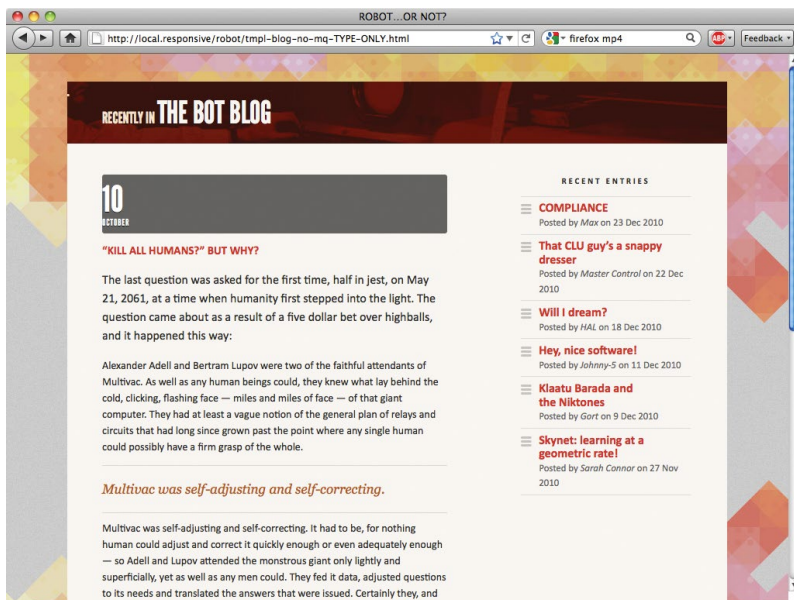 ROBOT...OR NOT?
http://local.responsive/robot/tmpl-blog-no-mq-TYPE-ONLY.html
firefox mp4
ABP
Feedback
RECENTLY IN THE BOT BLOG
10
OCTOBER
“KILL ALL HUMANS?” BUT WHY?
The last question was asked for the first time, half in jest, on May
21, 2061, at a time when humanity first stepped into the light. The
question came about as a result of a five dollar bet over highballs,
and it happened this way:
Alexander Adell and Bertram Lupov were two of the faithful attendants of
Multivac. As well as any human beings could, they knew what lay behind the
cold, clicking, flashing face — miles and miles of face — of that giant
computer. They had at least a vague notion of the general plan of relays and
circuits that had long since grown past the point where any single human
could possibly have a firm grasp of the whole.
Multivac was self-adjusting and self-correcting.
Multivac was self-adjusting and self-correcting. It had to be, for nothing
human could adjust and correct it quickly enough or even adequately enough
— so Adell and Lupov attended the monstrous giant only lightly and
superficially, yet as well as any men could. They fed it data, adjusted questions
to its needs and translated the answers that were issued. Certainly they, and
RECENT ENTRIES
COMPLIANCE
Posted by Max on 23 Dec 2010
That CLU guy’s a snappy
dresser
Posted by Master Control on 22 Dec
2010
Will I dream?
Posted by HAL on 18 Dec 2010
Hey, nice software!
Posted by Johnny-5 on 11 Dec 2010
Klaatu Barada and
the Niktones
Posted by Gort on 9 Dec 2010
Skynet: learning at a
geometric rate!
Posted by Sarah Connor on 27 Nov
2010